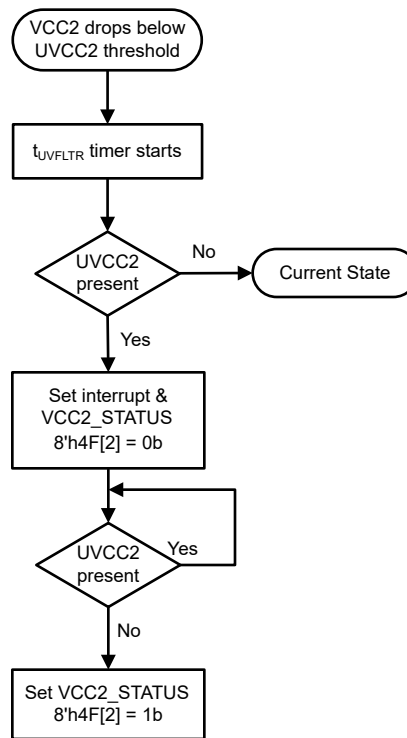 VCC2 drops below
UVCC2 threshold
tUVFLTR timer starts
UVCC2
present
No
Current State
Yes
Set interrupt &
VCC2_STATUS
8'h4F[2] = 0b
UVCC2
present
Yes
No
Set VCC2_STATUS
8'h4F[2] = 1b